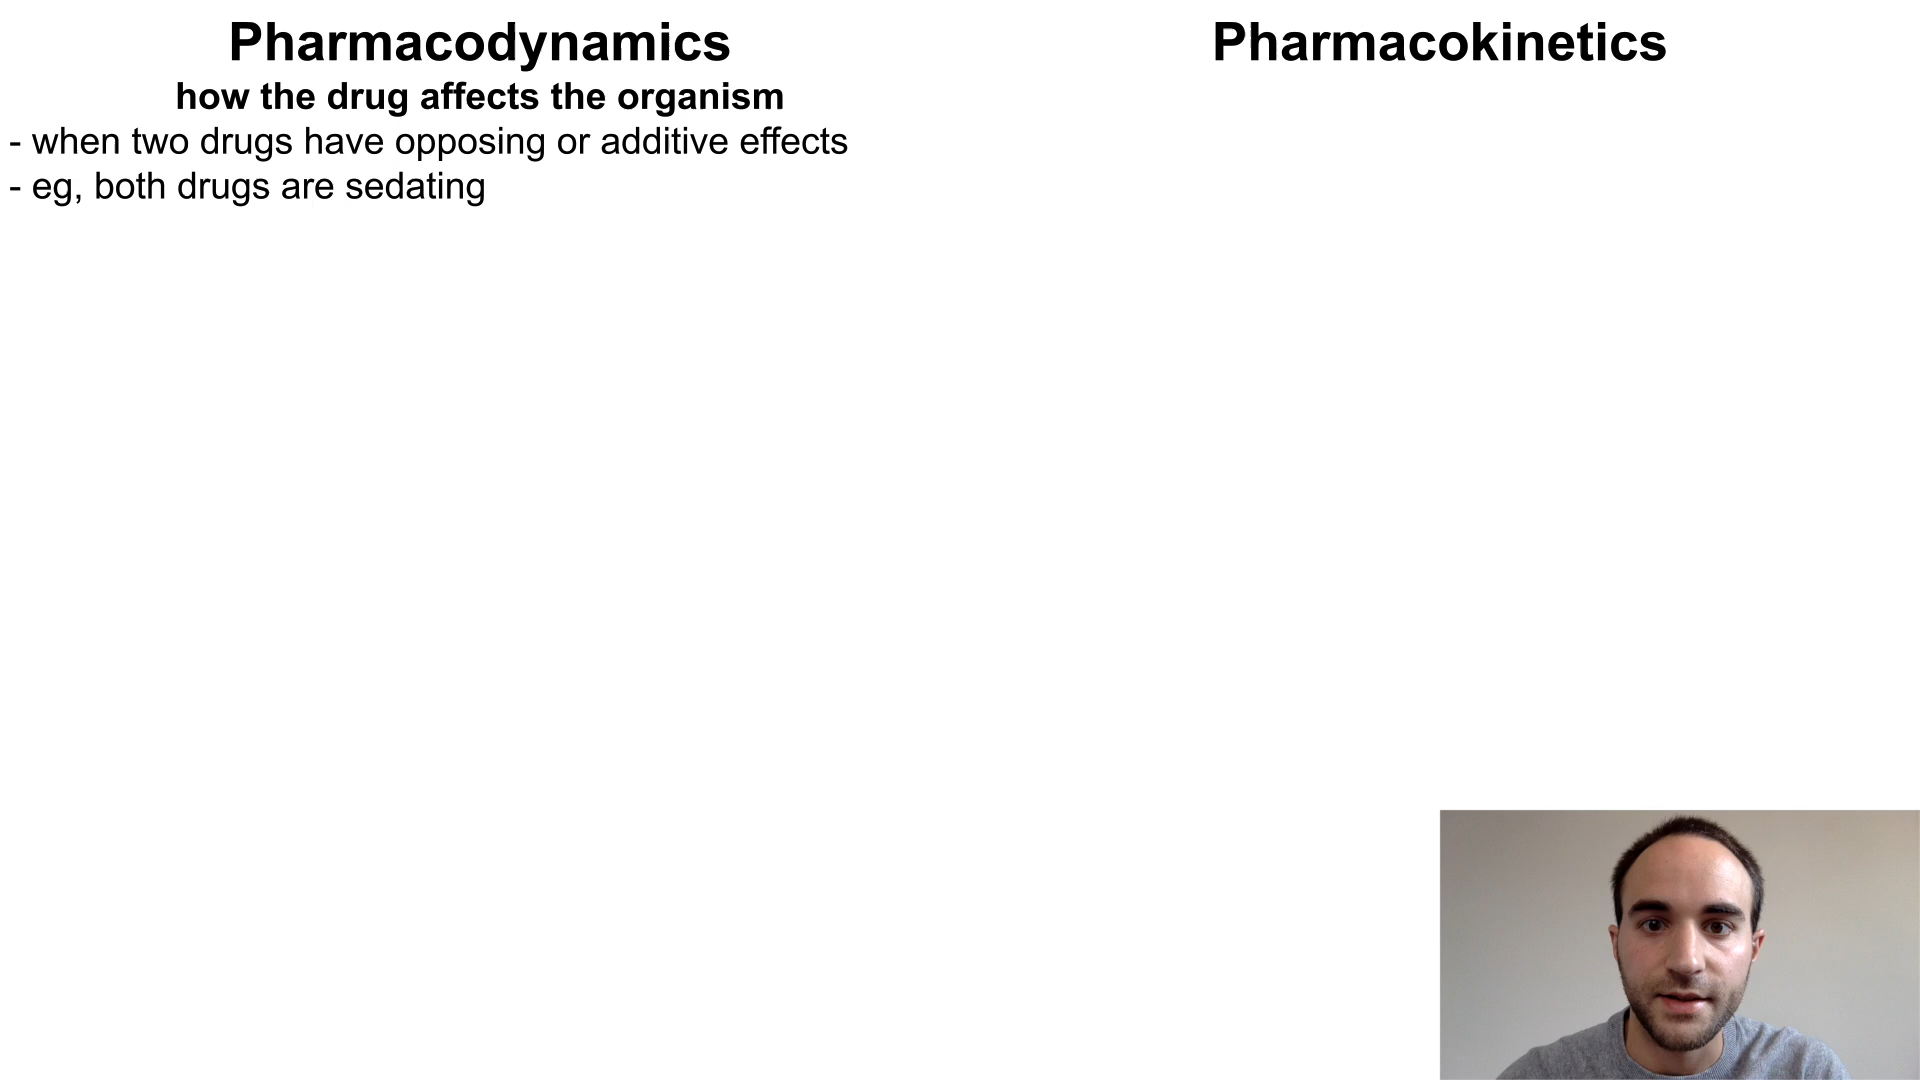 Pharmacodynamics
how the drug affects the organism
- when two drugs have opposing or additive effects
- eg, both drugs are sedating
Pharmacokinetics